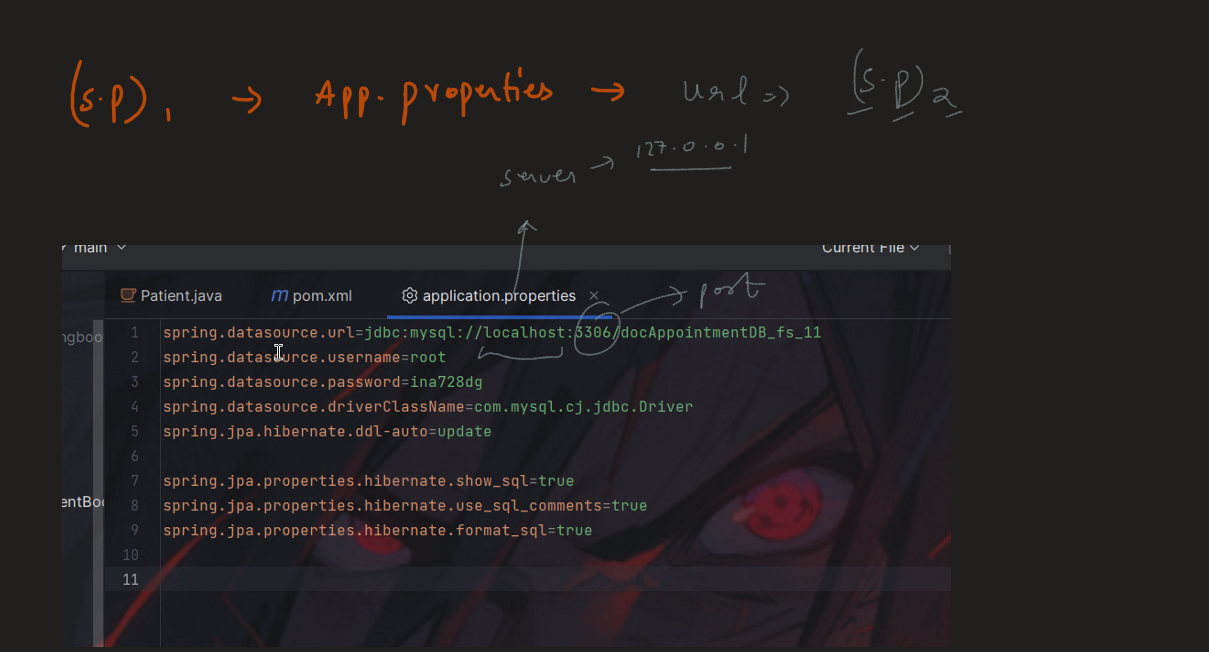 (s.p)1 → App.properties → url => (s.p)2
server → 127.0.0.1
main
Current File
Patient.java
pom.xml
application.properties
port
ngboo
1 spring.datasource.url=jdbc:mysql://localhost:3306/docAppointmentDB_fs_11
2 spring.datasource.username=root
3 spring.datasource.password=ina728dg
4 spring.datasource.driverClassName=com.mysql.cj.jdbc.Driver
5 spring.jpa.hibernate.ddl-auto=update
6
7 spring.jpa.properties.hibernate.show_sql=true
entBoo
8 spring.jpa.properties.hibernate.use_sql_comments=true
9 spring.jpa.properties.hibernate.format_sql=true
10
11